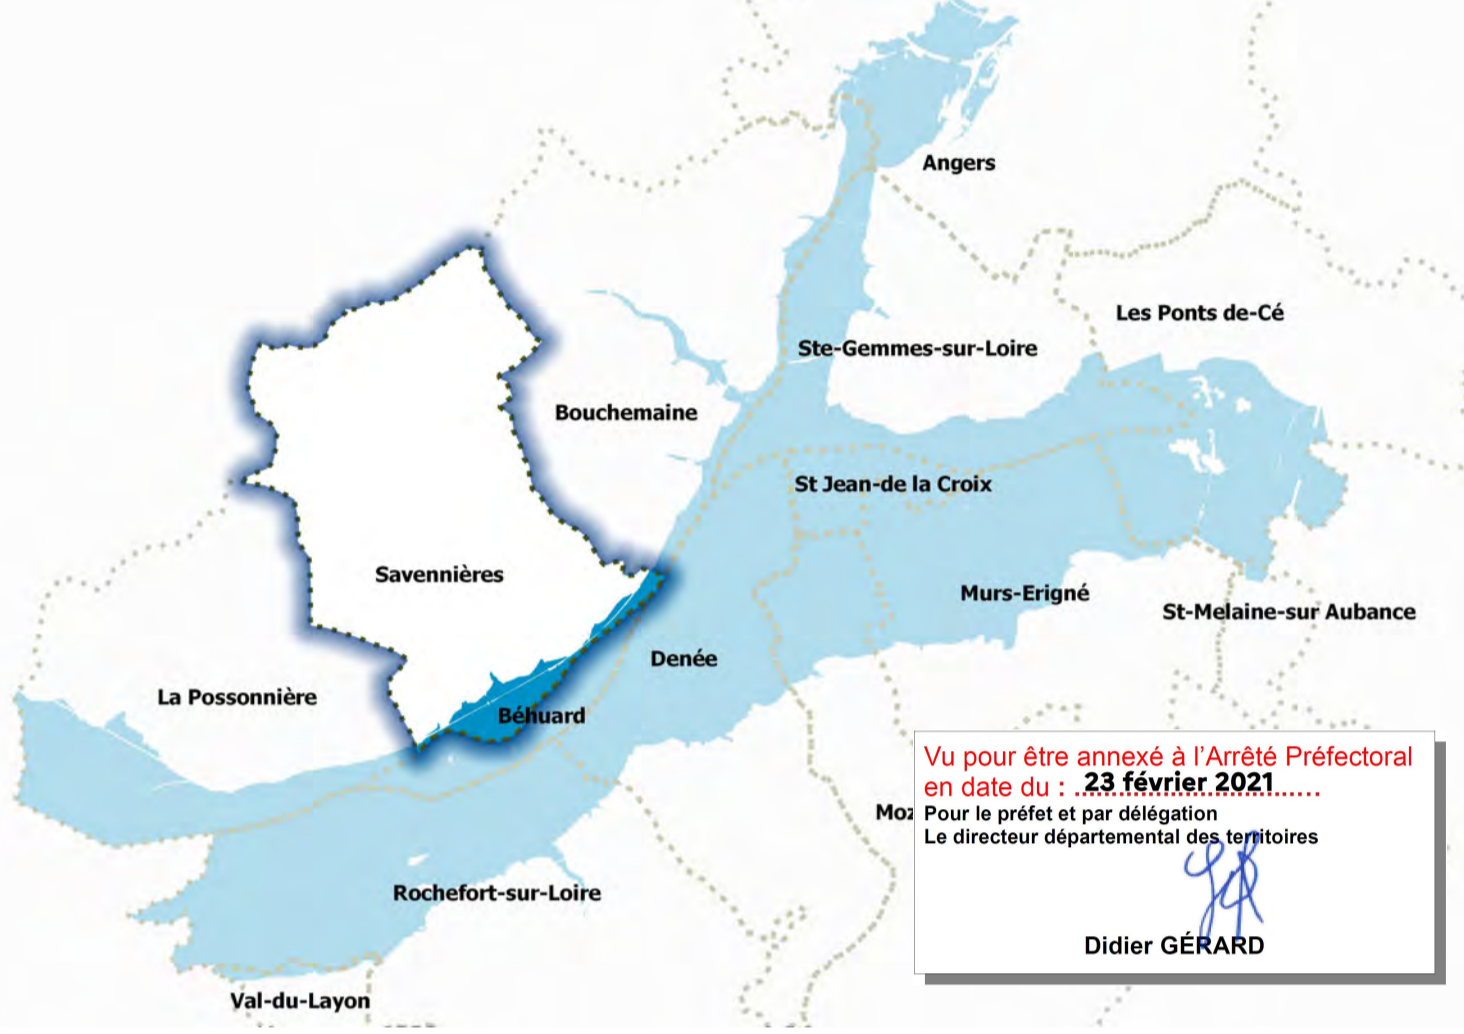 Angers
Les Ponts de-Cé
Ste-Gemmes-sur-Loire
Bouchemaine
St Jean-de la Croix
Savennières
Murs-Erigné
St-Melaine-sur Aubance
Denée
La Possonnière
Béhuard
Moz
Rochefort-sur-Loire
Val-du-Layon
Vu pour être annexé à l'Arrêté Préfectoral
en date du : 23 février 2021
Pour le préfet et par délégation
Le directeur départemental des territoires
Didier GÉRARD